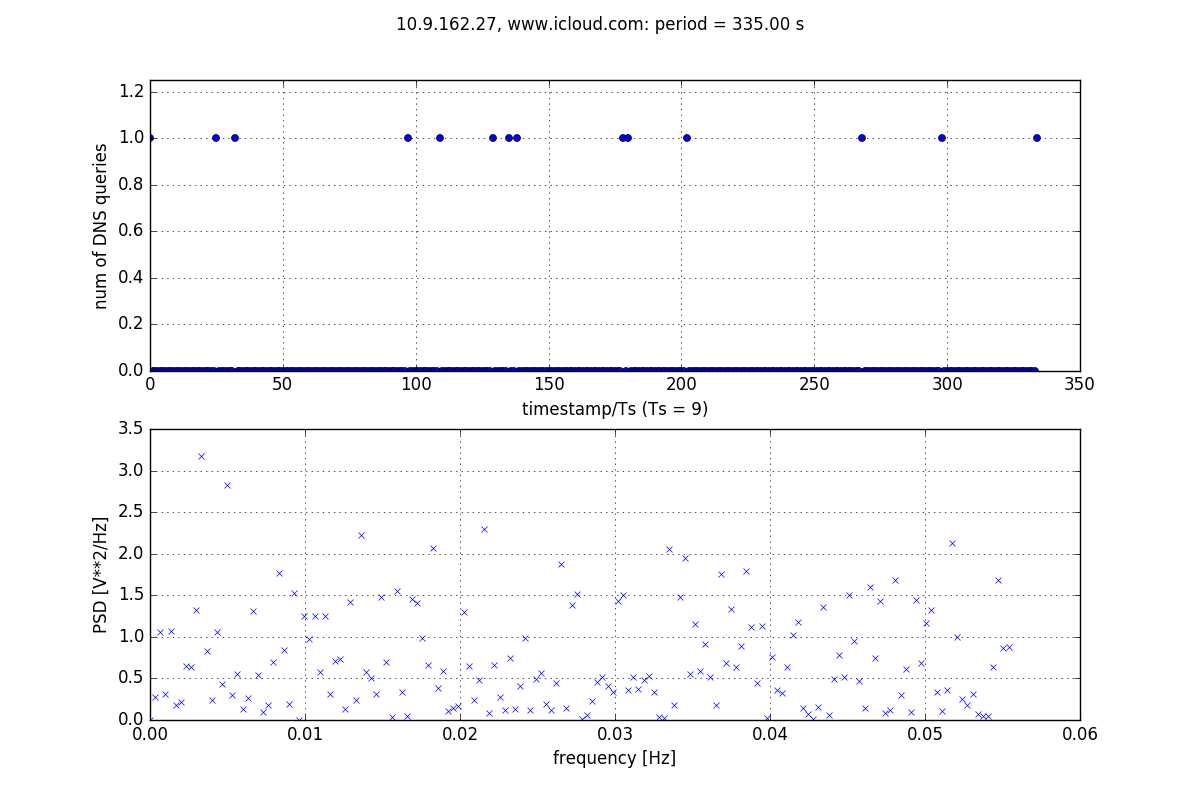 10.9.162.27, www.icloud.com: period = 335.00 s
1.2
1.0
0.8
0.6
0.4
0.2
0.0
num of DNS queries
0 50 100 150 200 250 300 350
timestamp/Ts (Ts = 9)
3.5
3.0
2.5
2.0
1.5
1.0
0.5
0.0
PSD [V**2/Hz]
0.00 0.01 0.02 0.03 0.04 0.05 0.06
frequency [Hz]